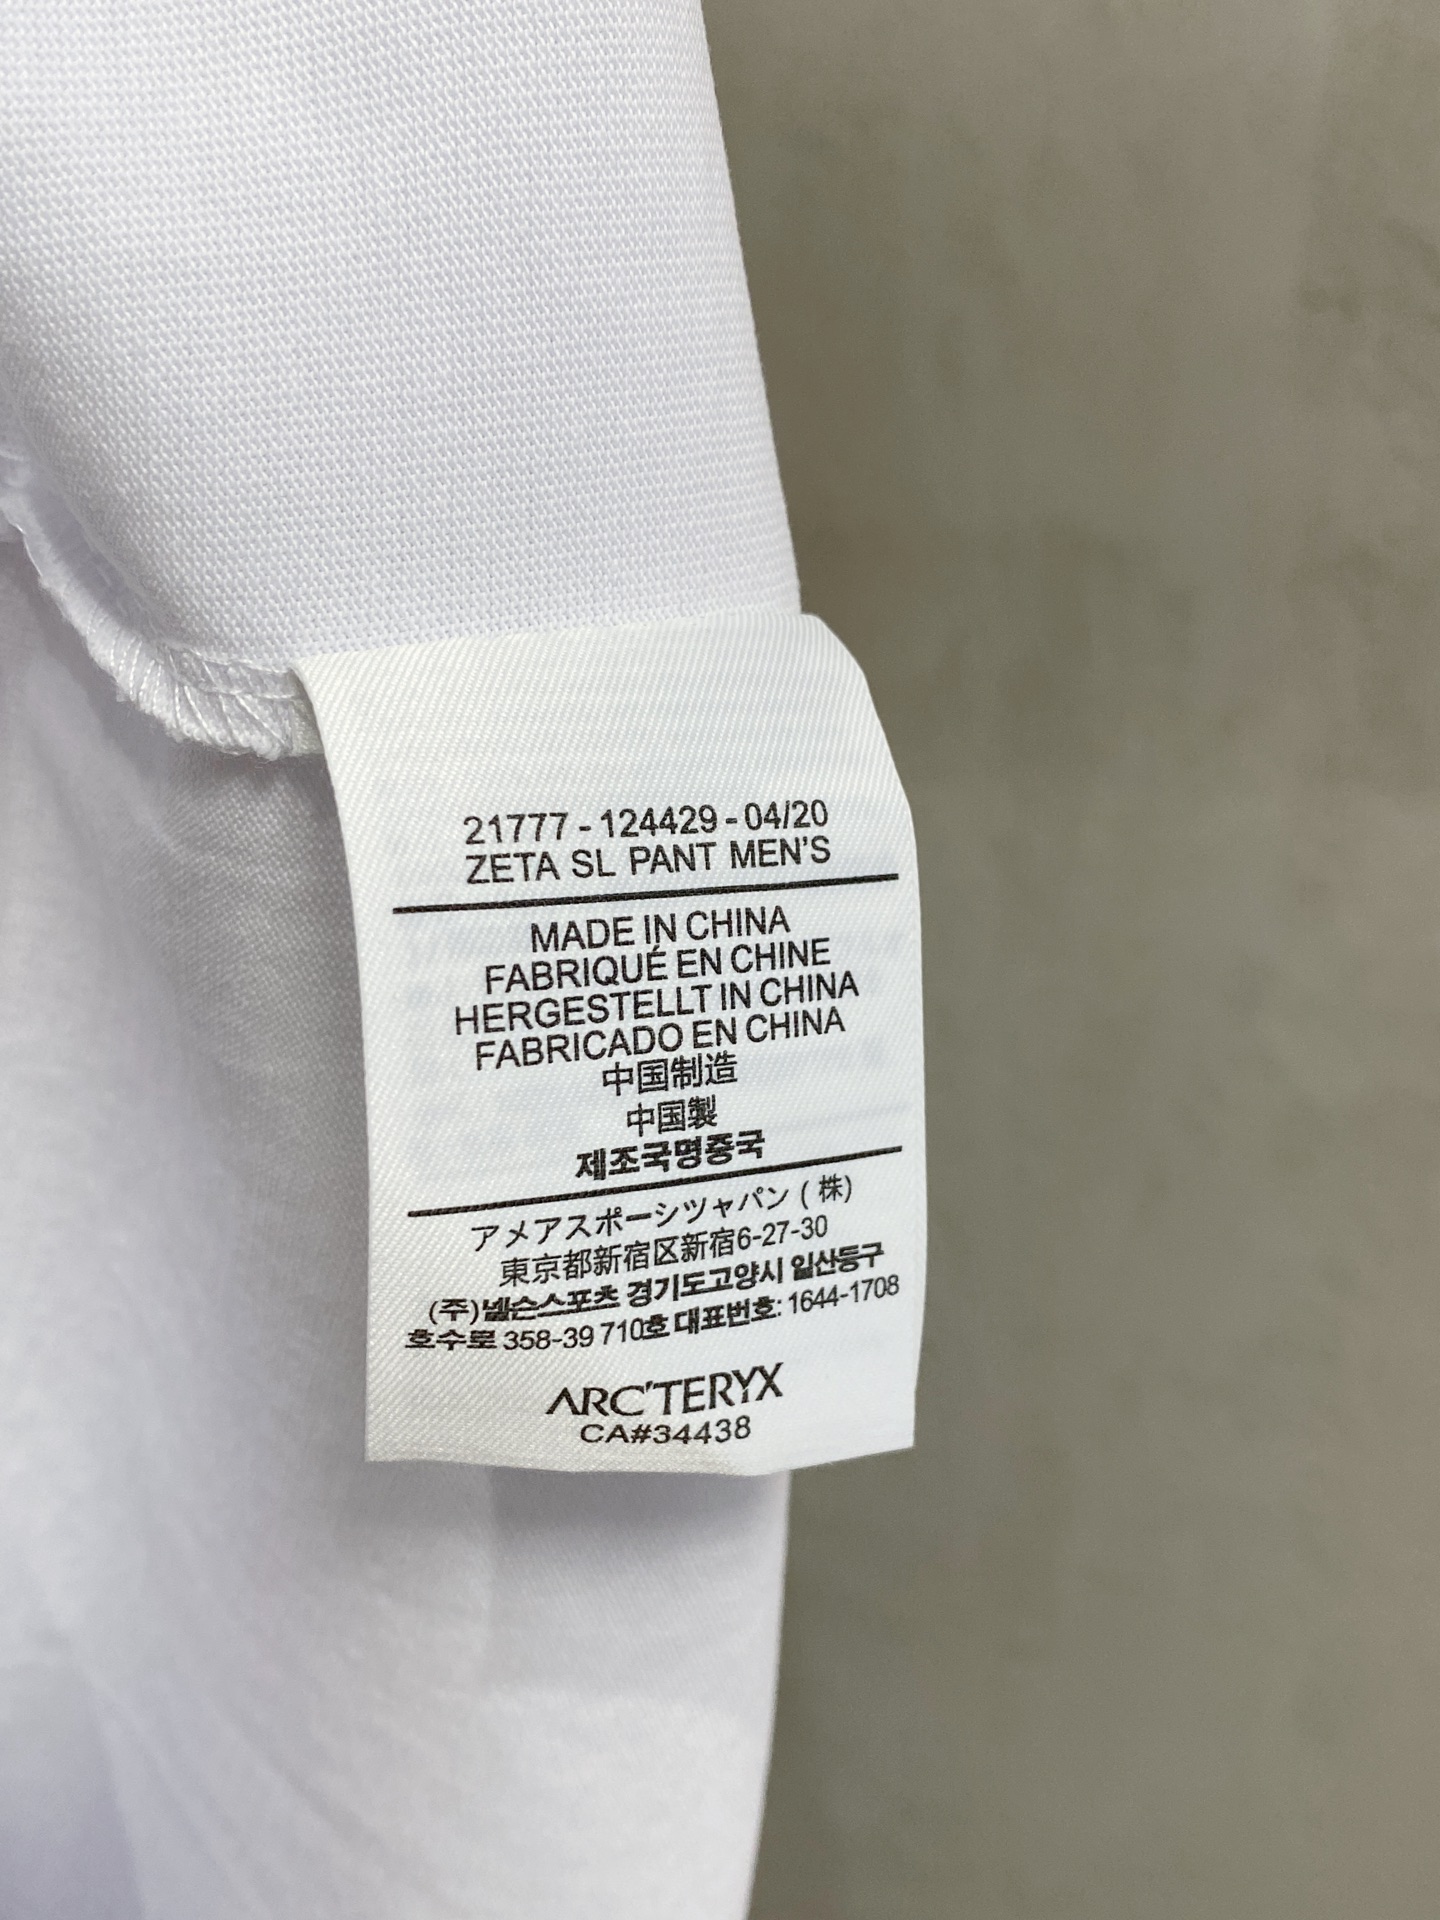 21777 - 124429 - 04/20
ZETA SL PANT MEN'S
MADE IN CHINA
FABRIQUÉ EN CHINE
HERGESTELLT IN CHINA
FABRICADO EN CHINA
中国制造
中国製
제조국명중국
アメアスポーシツャパン ( 株)
東京都新宿区新宿6-27-30
(주)넬슨스포츠 경기도고양시 일산동구
호수로 358-39 710호 대표번호: 1644-1708
ARC'TERYX
CA#34438